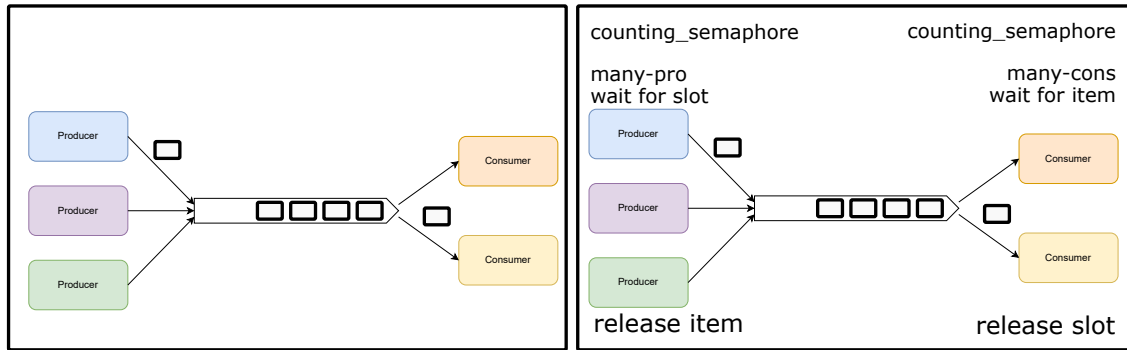 Producer
Producer
Producer
Consumer
Consumer
counting_semaphore
counting_semaphore
many-pro
wait for slot
many-cons
wait for item
Producer
Producer
Producer
Consumer
Consumer
release item
release slot